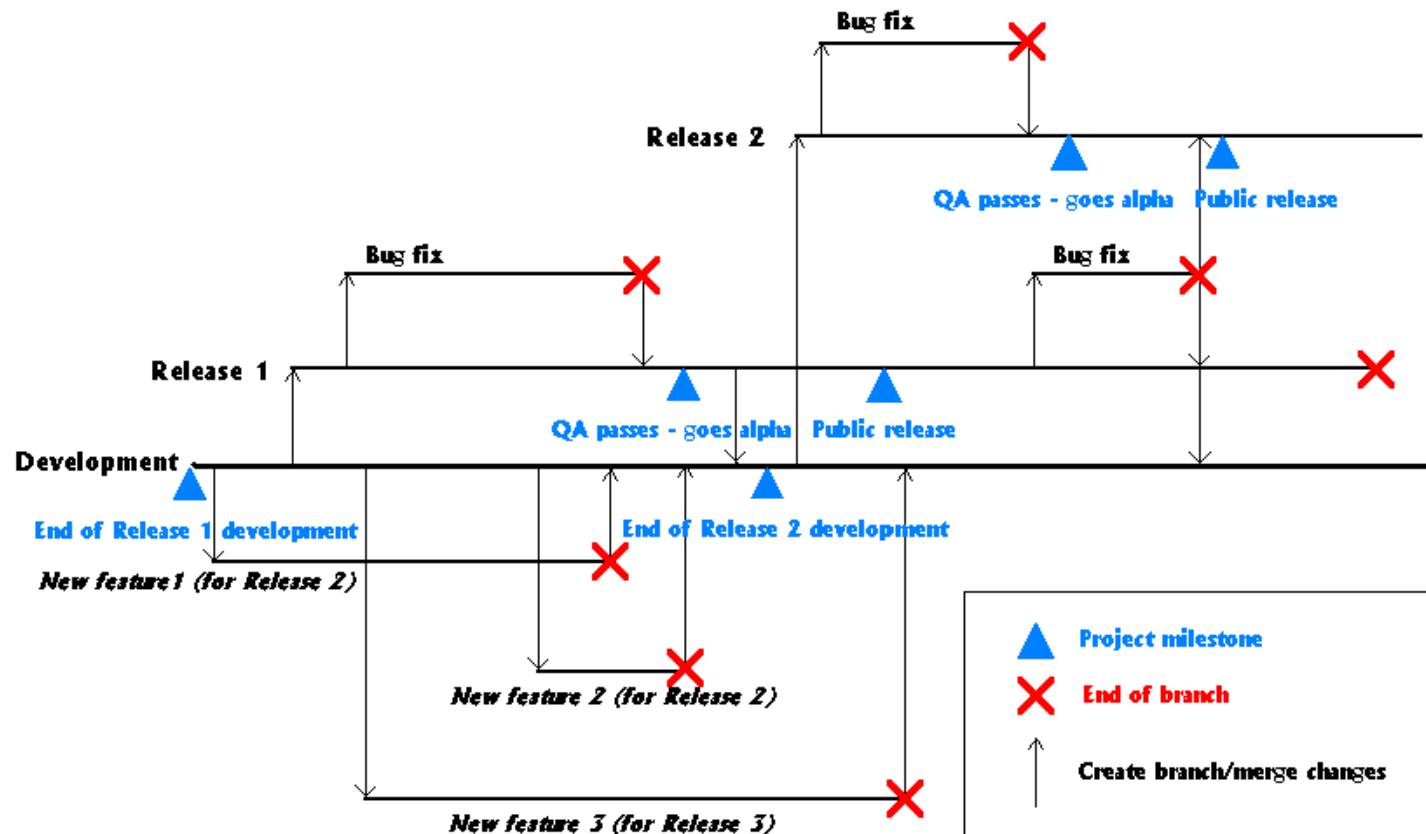 Bug fix
Release 2
QA passes - goes alpha
Public release
Bug fix
Bug fix
Release 1
QA passes - goes alpha
Public release
Development
End of Release 1 development
End of Release 2 development
New feature1 (for Release 2)
Project milestone
New feature 2 (for Release 2)
End of branch
Create branch/merge changes
New feature 3 (for Release 3)